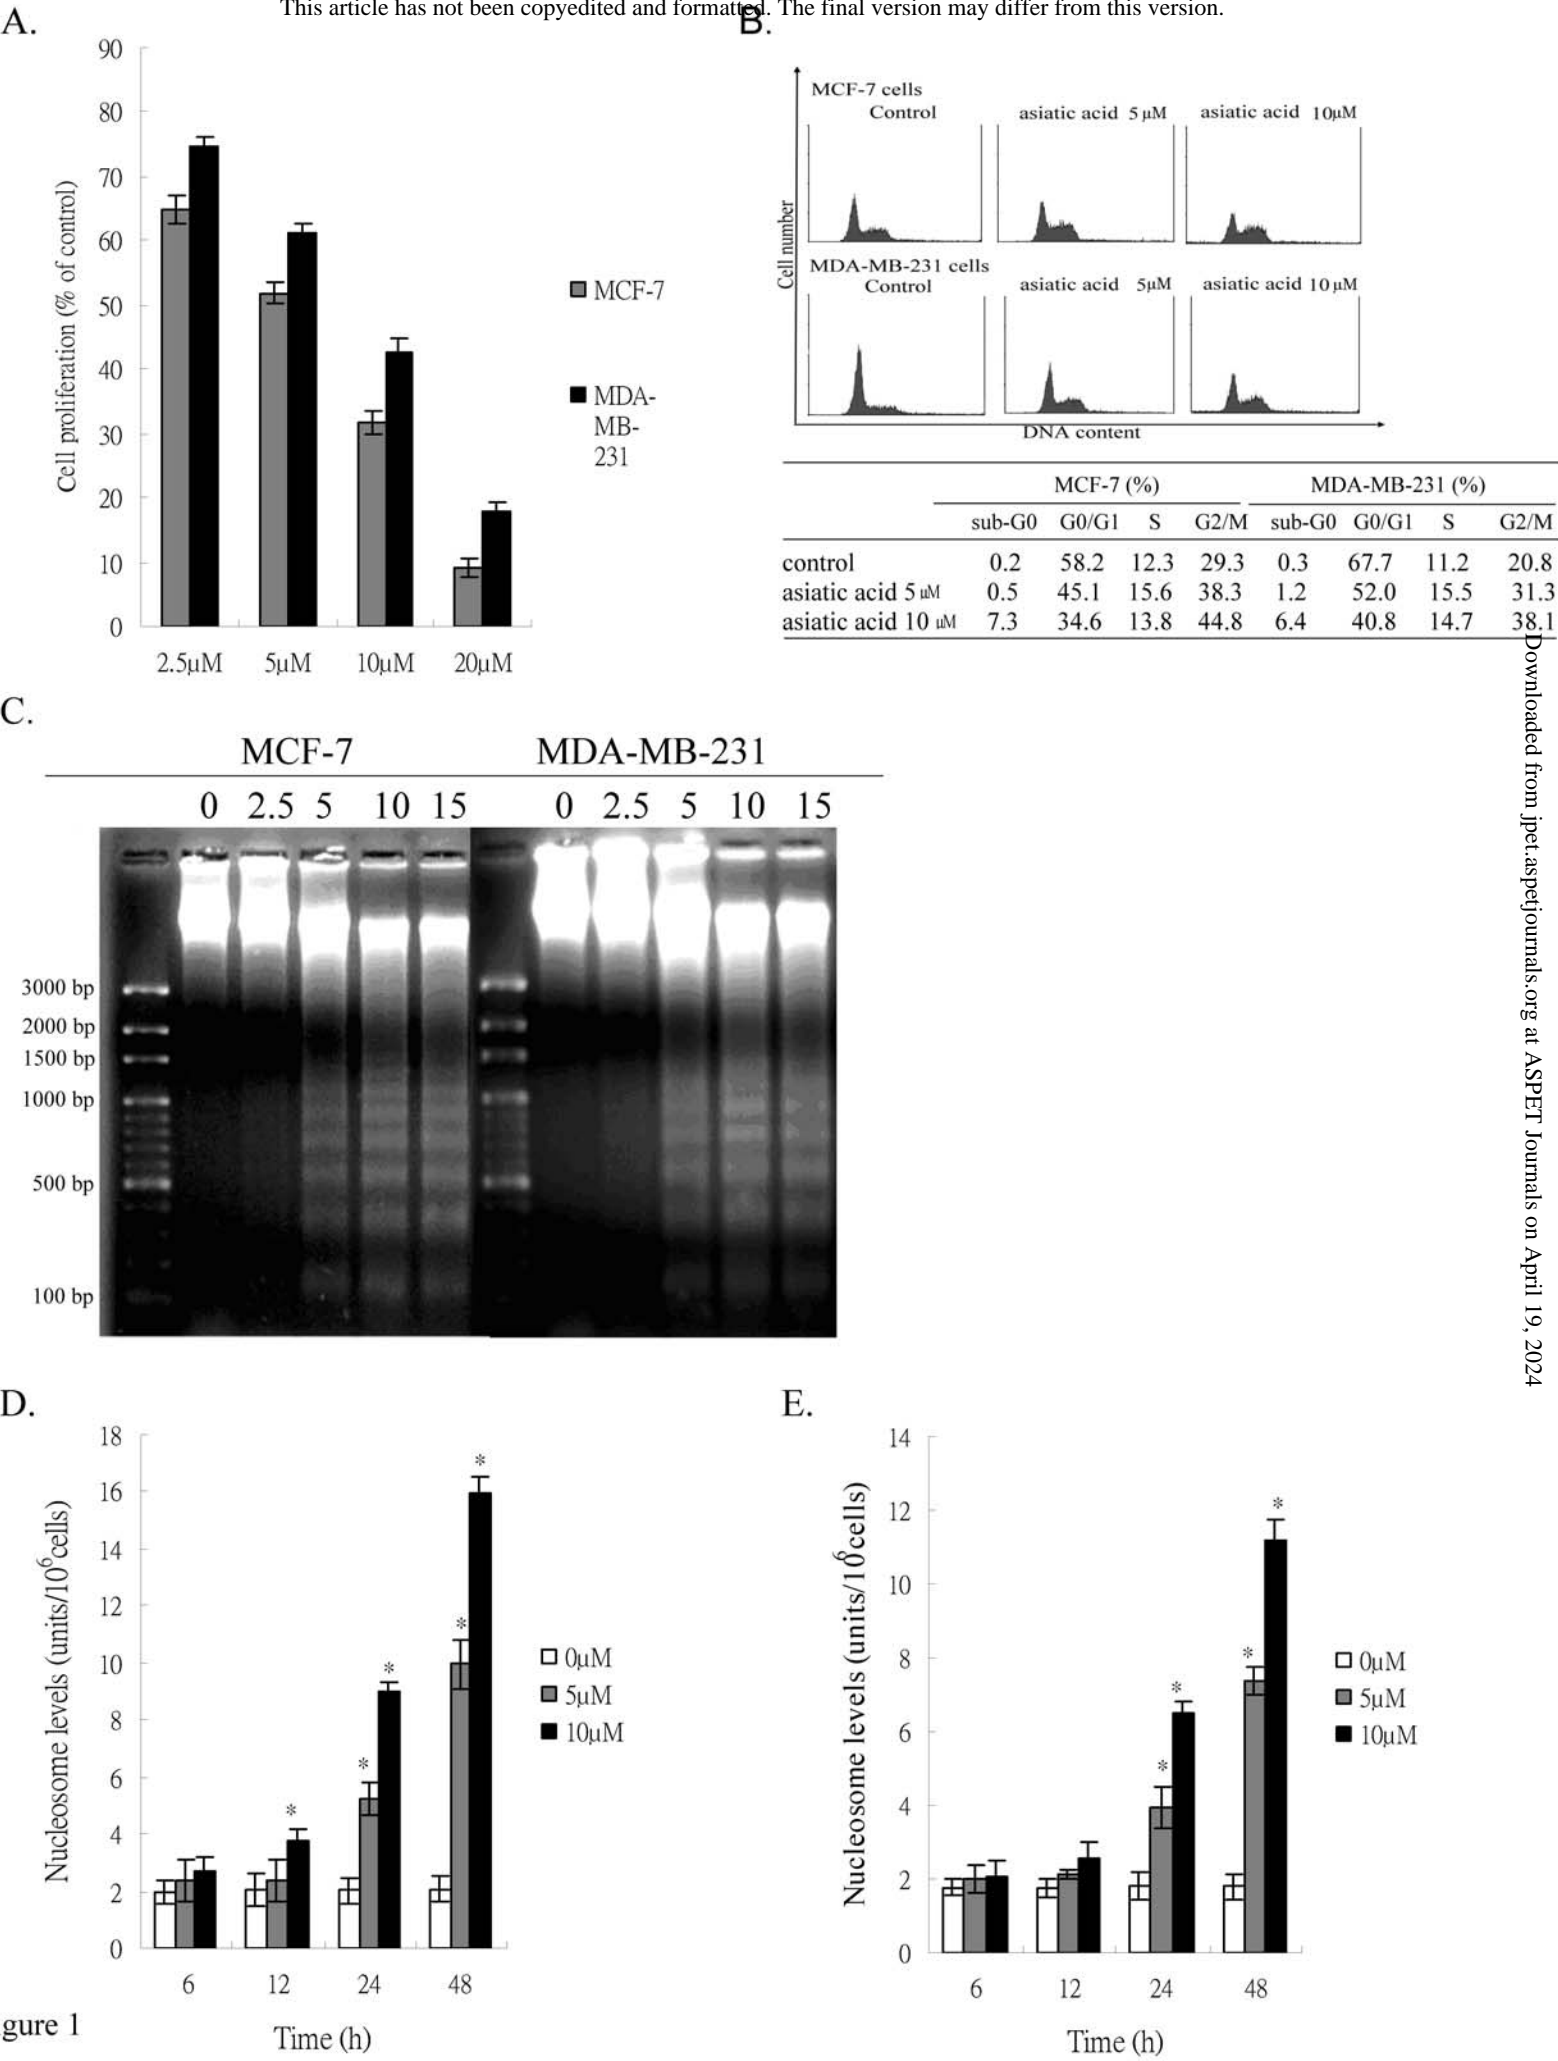 This article has not been copyedited and formatted. The final version may differ from this version.
A.
90
80
70
60
50
40
30
20
10
0
Cell proliferation (% of control)
2.5µM 5µM 10µM 20µM
MCF-7
MDA-
MB-
231
B.
MCF-7 cells
Control asiatic acid 5 µM asiatic acid 10µM
Cell number
MDA-MB-231 cells
Control asiatic acid 5µM asiatic acid 10 µM
DNA content
MCF-7 (%) MDA-MB-231 (%)
sub-G0 G0/G1 S G2/M sub-G0 G0/G1 S G2/M
control 0.2 58.2 12.3 29.3 0.3 67.7 11.2 20.8
asiatic acid 5 µM 0.5 45.1 15.6 38.3 1.2 52.0 15.5 31.3
asiatic acid 10 µM 7.3 34.6 13.8 44.8 6.4 40.8 14.7 38.1
C.
MCF-7 MDA-MB-231
0 2.5 5 10 15 0 2.5 5 10 15
3000 bp
2000 bp
1500 bp
1000 bp
500 bp
100 bp
D.
18
16
14
12
10
8
6
4
2
0
Nucleosome levels (units/10⁶cells)
* * * * *
6 12 24 48
Time (h)
0µM
5µM
10µM
E.
14
12
10
8
6
4
2
0
Nucleosome levels (units/10⁶cells)
* * * *
6 12 24 48
Time (h)
0µM
5µM
10µM
gure 1
Downloaded from jpet.aspetjournals.org at ASPET Journals on April 19, 2024